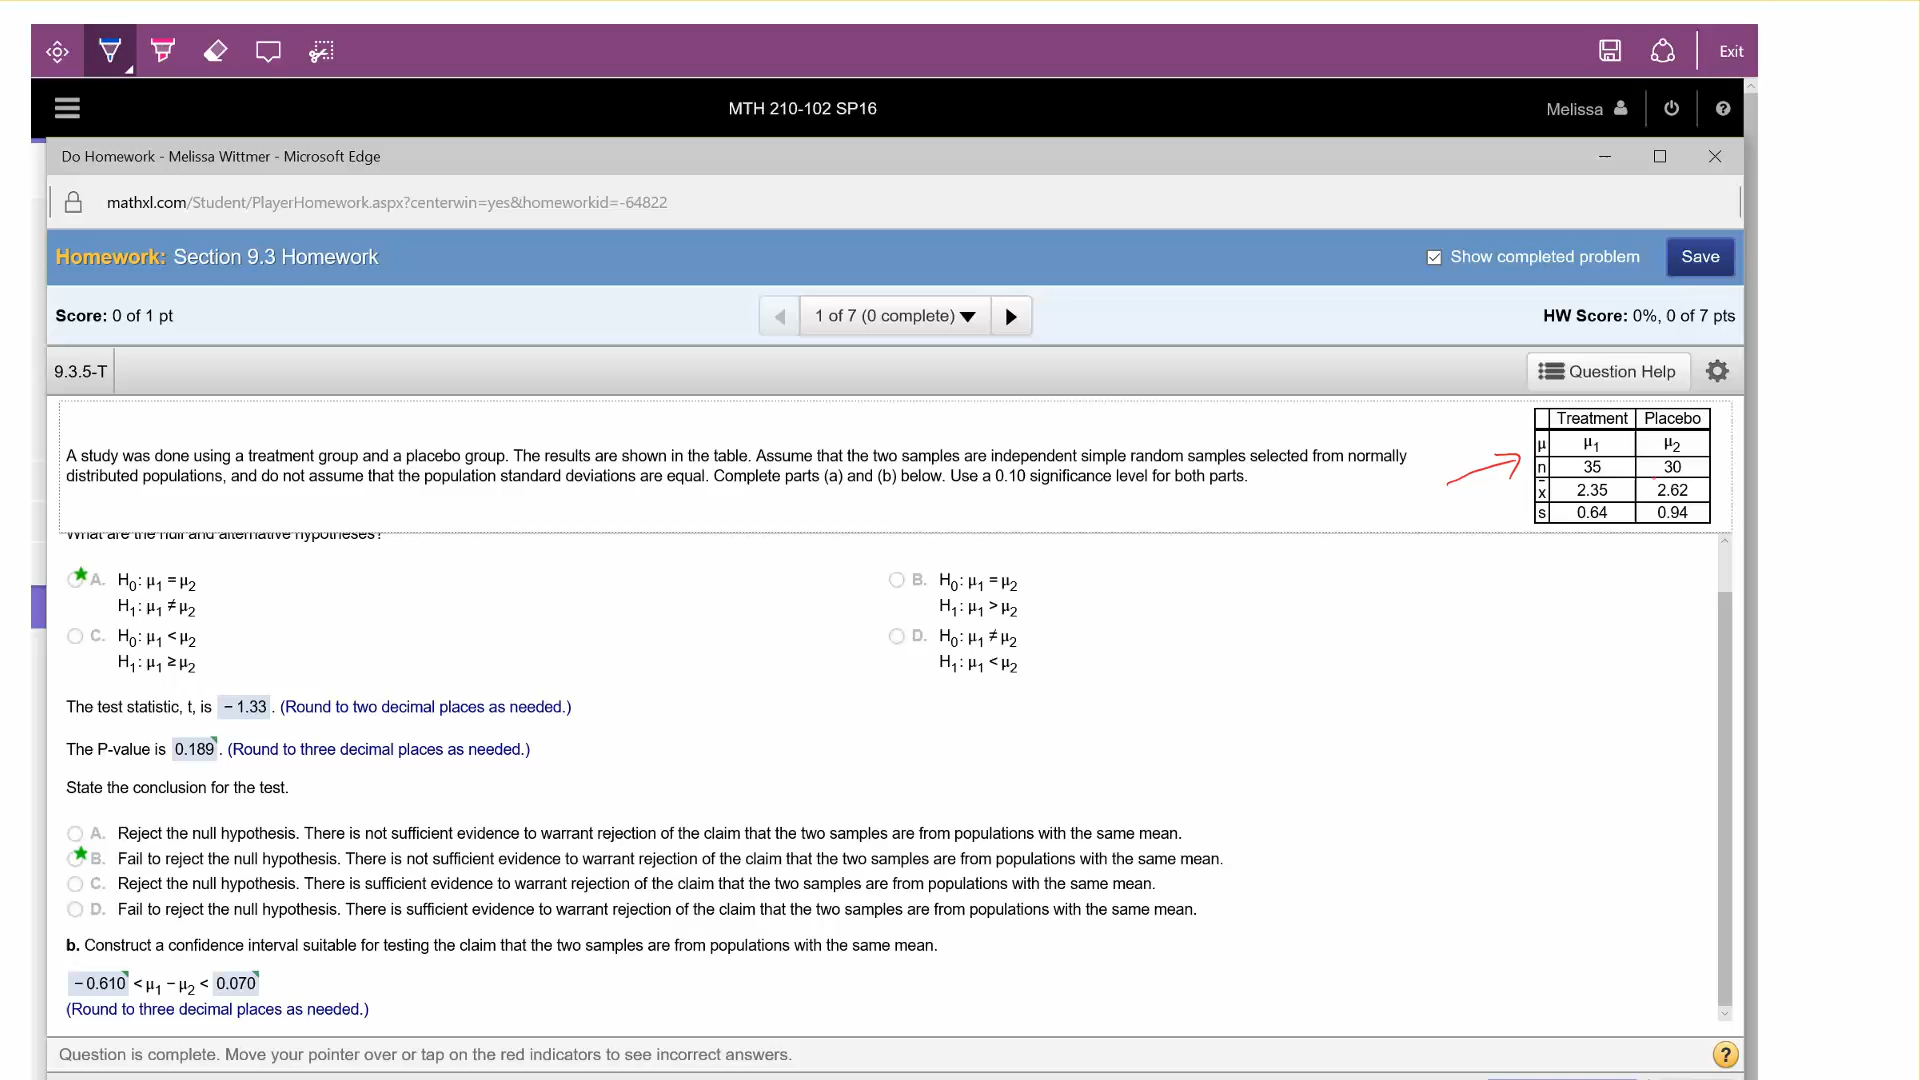 Exit
MTH 210-102 SP16
Melissa
Do Homework - Melissa Wittmer - Microsoft Edge
mathxl.com/Student/PlayerHomework.aspx?centerwin=yes&homeworkid=-64822
Homework: Section 9.3 Homework
Show completed problem
Save
Score: 0 of 1 pt
1 of 7 (0 complete)
HW Score: 0%, 0 of 7 pts
9.3.5-T
Question Help
A study was done using a treatment group and a placebo group. The results are shown in the table. Assume that the two samples are independent simple random samples selected from normally
distributed populations, and do not assume that the population standard deviations are equal. Complete parts (a) and (b) below. Use a 0.10 significance level for both parts.
Treatment Placebo
μ μ₁ μ₂
n 35 30
x̄ 2.35 2.62
s 0.64 0.94
What are the null and alternative hypotheses?
A. H₀: μ₁ = μ₂
H₁: μ₁ ≠ μ₂
B. H₀: μ₁ = μ₂
H₁: μ₁ > μ₂
C. H₀: μ₁ < μ₂
H₁: μ₁ ≥ μ₂
D. H₀: μ₁ ≠ μ₂
H₁: μ₁ < μ₂
The test statistic, t, is − 1.33. (Round to two decimal places as needed.)
The P-value is 0.189. (Round to three decimal places as needed.)
State the conclusion for the test.
A. Reject the null hypothesis. There is not sufficient evidence to warrant rejection of the claim that the two samples are from populations with the same mean.
B. Fail to reject the null hypothesis. There is not sufficient evidence to warrant rejection of the claim that the two samples are from populations with the same mean.
C. Reject the null hypothesis. There is sufficient evidence to warrant rejection of the claim that the two samples are from populations with the same mean.
D. Fail to reject the null hypothesis. There is sufficient evidence to warrant rejection of the claim that the two samples are from populations with the same mean.
b. Construct a confidence interval suitable for testing the claim that the two samples are from populations with the same mean.
− 0.610 < μ₁ − μ₂ < 0.070
(Round to three decimal places as needed.)
Question is complete. Move your pointer over or tap on the red indicators to see incorrect answers.
?